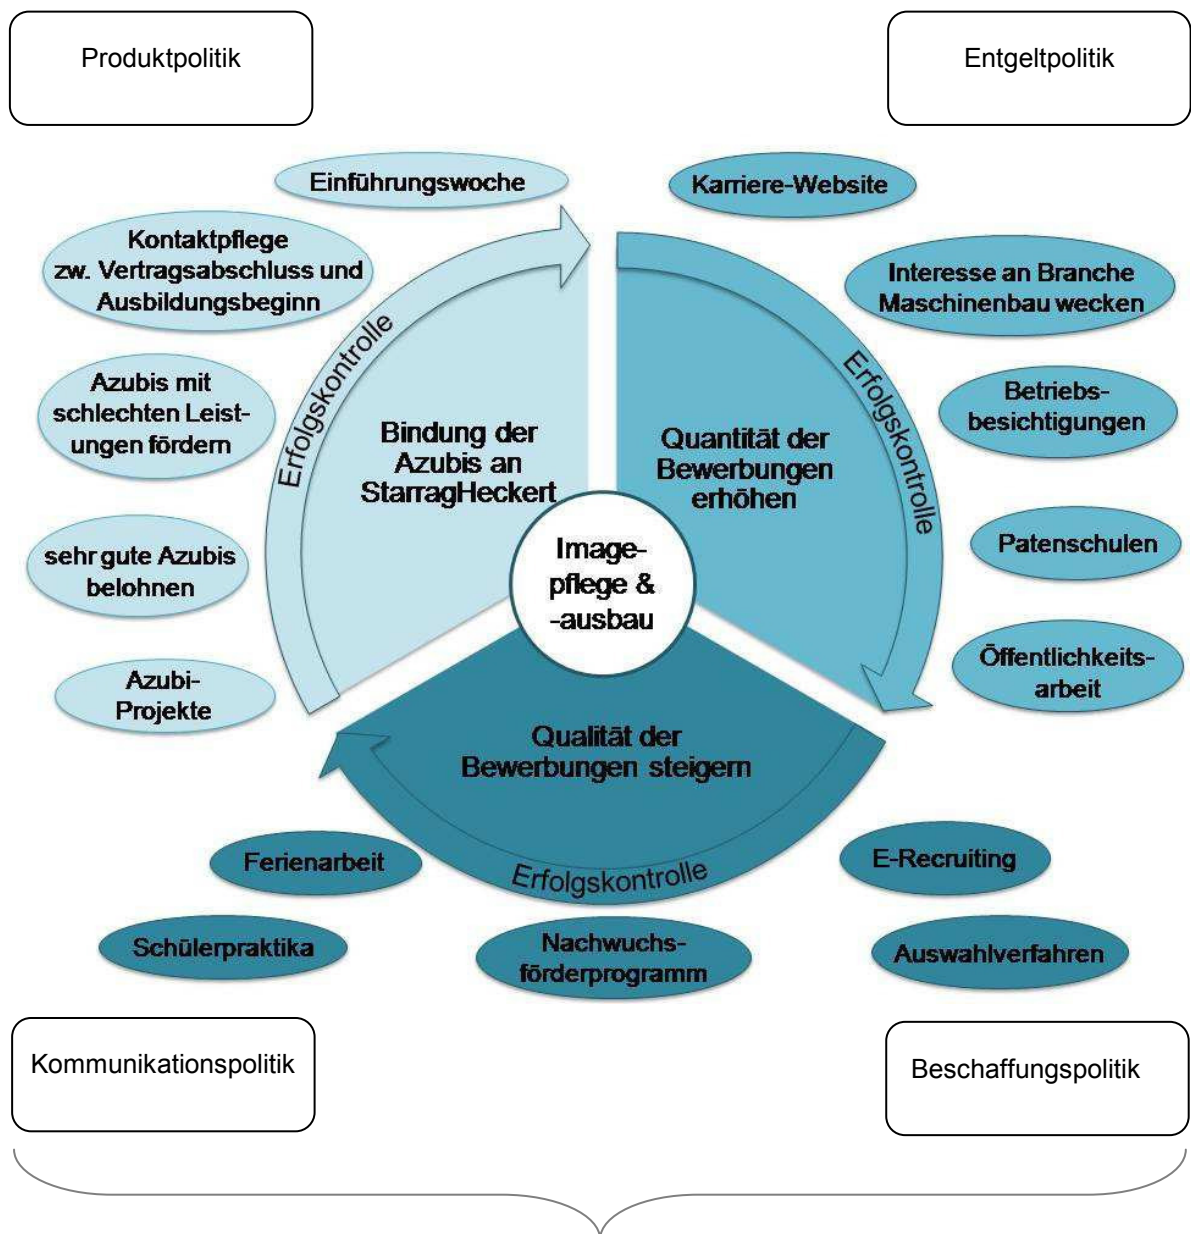 Produktpolitik
Entgeltpolitik
Einführungswoche
Karriere-Website
Kontaktpflege
zw. Vertragsabschluss und
Ausbildungsbeginn
Interesse an Branche
Maschinenbau wecken
Azubis mit
schlechten Leist-
ungen fördern
Betriebs-
besichtigungen
Erfolgskontrolle
Erfolgskontrolle
Bindung der
Azubis an
StarragHeckert
Quantität der
Bewerbungen
erhöhen
sehr gute Azubis
belohnen
Image-
pflege &
-ausbau
Patenschulen
Azubi-
Projekte
Öffentlichkeits-
arbeit
Qualität der
Bewerbungen steigern
Erfolgskontrolle
Ferienarbeit
E-Recruiting
Schülerpraktika
Nachwuchs-
förderprogramm
Auswahlverfahren
Kommunikationspolitik
Beschaffungspolitik